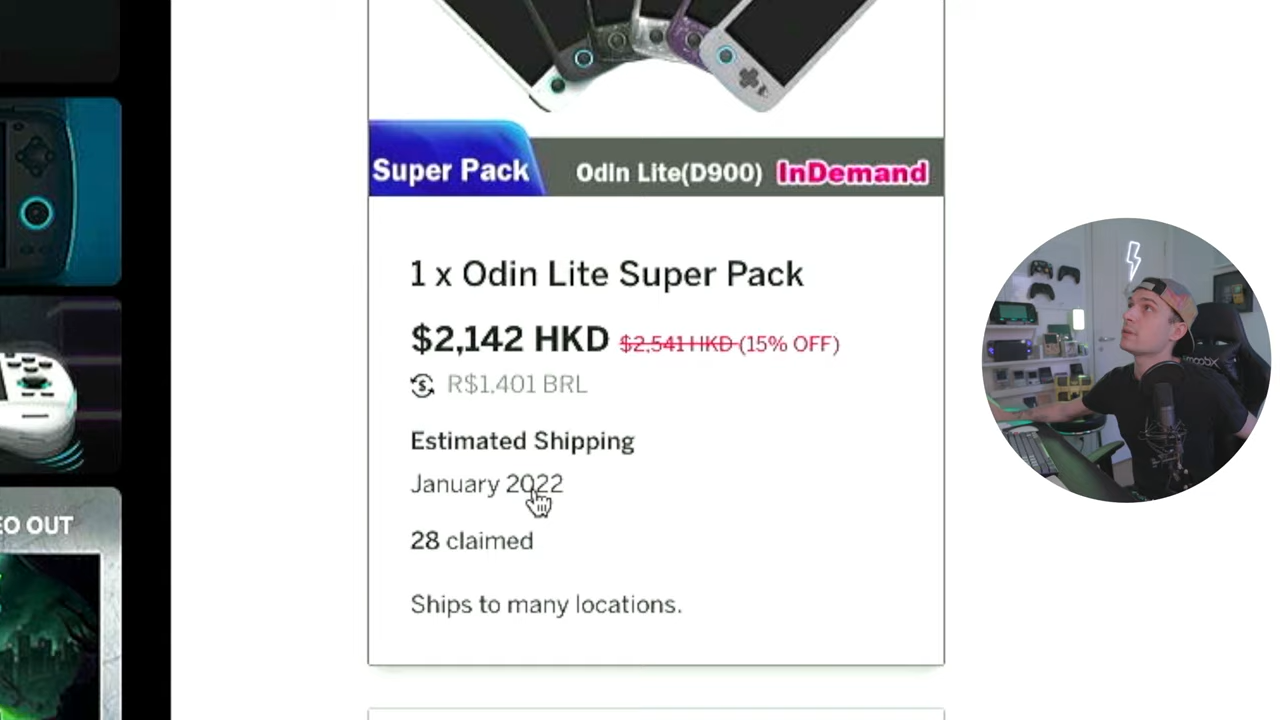 Super Pack
Odin Lite(D900) InDemand
1 x Odin Lite Super Pack
$2,142 HKD $2,541 HKD (15% OFF)
R$1.401 BRL
Estimated Shipping
January 2022
28 claimed
Ships to many locations.
EO OUT